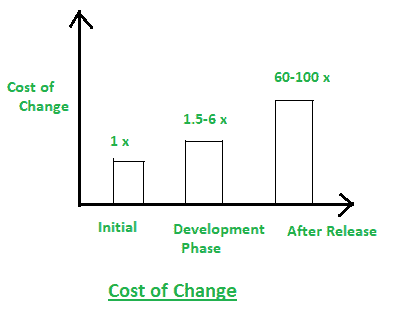 Cost of
Change
1 x
1.5-6 x
60-100 x
Initial
Development
Phase
After Release
Cost of Change